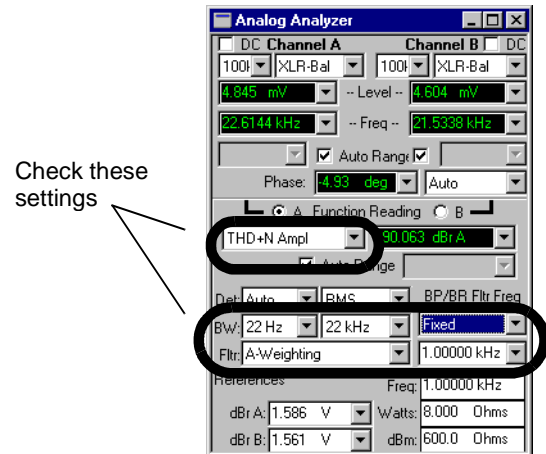 Analog Analyzer
DC Channel A Channel B DC
XLR-Bal XLR-Bal
4.845 mV -- Level -- 4.604 mV
22.6144 kHz -- Freq -- 21.5338 kHz
Auto Range
Phase: -4.93 deg Auto
Check these
settings
A Function Reading B
THD+N Ampl 90.063 dBr A
Auto Range
Det: Auto RMS BP/BR Fltr Freq
BW: 22 Hz 22 kHz Fixed
Fltr: A-Weighting 1.00000 kHz
References Freq: 1.00000 kHz
dBr A: 1.586 V Watts: 8.000 Ohms
dBr B: 1.561 V dBm: 600.0 Ohms